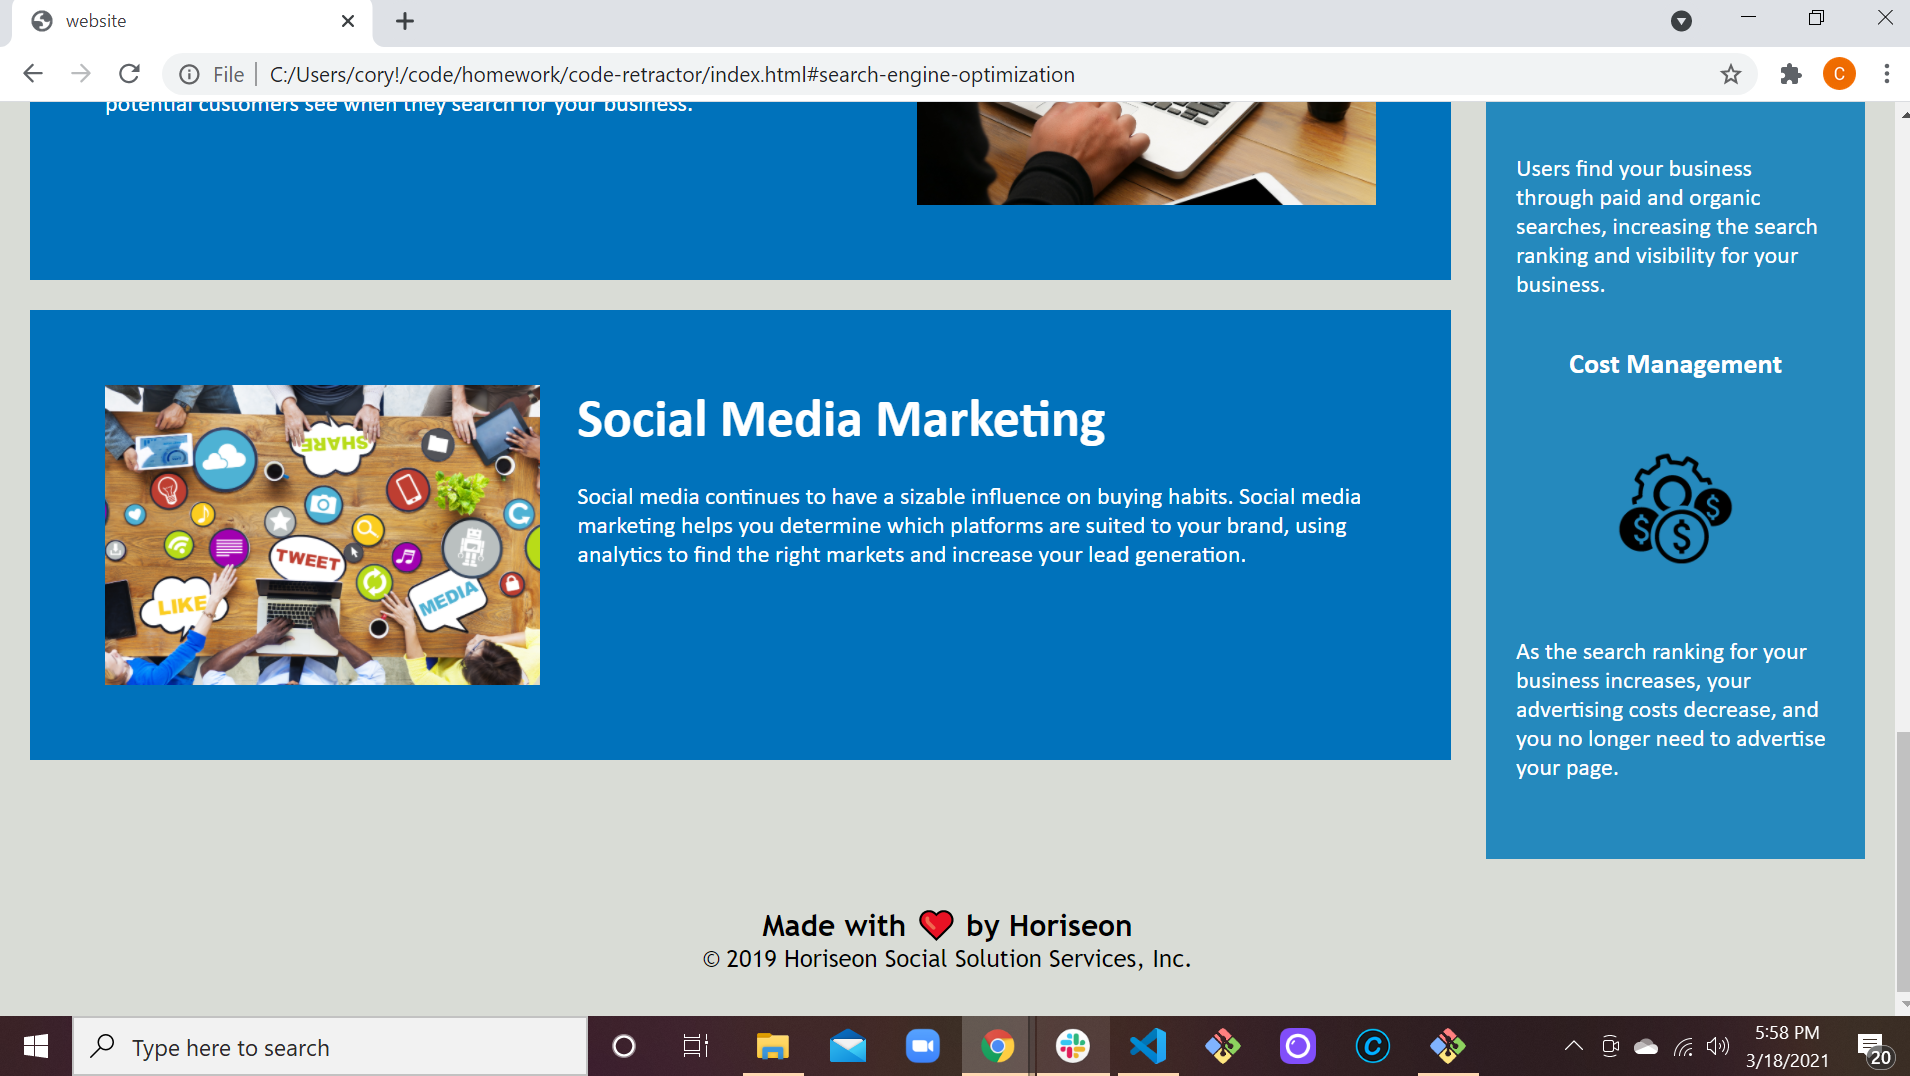 website
File
C:/Users/cory!/code/homework/code-retractor/index.html#search-engine-optimization
C
potential customers see when they search for your business.
Social Media Marketing
Social media continues to have a sizable influence on buying habits. Social media
marketing helps you determine which platforms are suited to your brand, using
analytics to find the right markets and increase your lead generation.
SHARE
TWEET
LIKE
MEDIA
Users find your business
through paid and organic
searches, increasing the search
ranking and visibility for your
business.
Cost Management
$ $
$
As the search ranking for your
business increases, your
advertising costs decrease, and
you no longer need to advertise
your page.
Made with ❤️ by Horiseon
© 2019 Horiseon Social Solution Services, Inc.
Type here to search
C
5:58 PM
3/18/2021
20